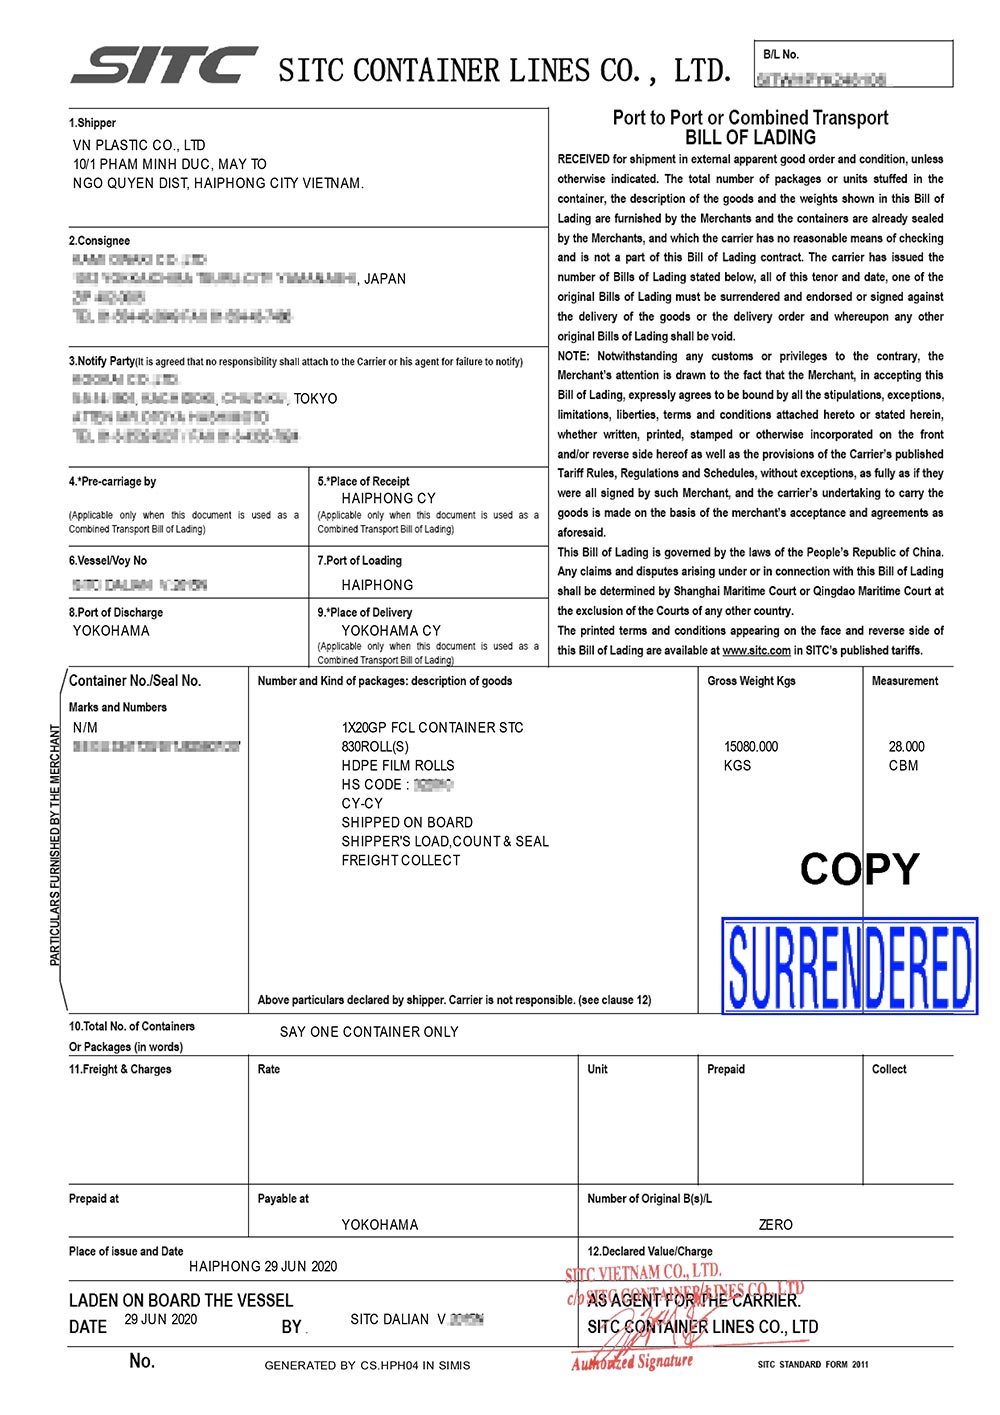 SITC
SITC CONTAINER LINES CO., LTD.
B/L No.
1.Shipper
VN PLASTIC CO., LTD
10/1 PHAM MINH DUC, MAY TO
NGO QUYEN DIST, HAIPHONG CITY VIETNAM.
2.Consignee
, JAPAN
3.Notify Party(It is agreed that no responsibility shall attach to the Carrier or his agent for failure to notify)
, TOKYO
4.*Pre-carriage by
(Applicable only when this document is used as a
Combined Transport Bill of Lading)
5.*Place of Receipt
HAIPHONG CY
(Applicable only when this document is used as a
Combined Transport Bill of Lading)
6.Vessel/Voy No
SITC DALIAN
7.Port of Loading
HAIPHONG
8.Port of Discharge
YOKOHAMA
9.*Place of Delivery
YOKOHAMA CY
(Applicable only when this document is used as a
Combined Transport Bill of Lading)
Port to Port or Combined Transport
BILL OF LADING
RECEIVED for shipment in external apparent good order and condition, unless
otherwise indicated. The total number of packages or units stuffed in the
container, the description of the goods and the weights shown in this Bill of
Lading are furnished by the Merchants and the containers are already sealed
by the Merchants, and which the carrier has no reasonable means of checking
and is not a part of this Bill of Lading contract. The carrier has issued the
number of Bills of Lading stated below, all of this tenor and date, one of the
original Bills of Lading must be surrendered and endorsed or signed against
the delivery of the goods or the delivery order and whereupon any other
original Bills of Lading shall be void.
NOTE: Notwithstanding any customs or privileges to the contrary, the
Merchant's attention is drawn to the fact that the Merchant, in accepting this
Bill of Lading, expressly agrees to be bound by all the stipulations, exceptions,
limitations, liberties, terms and conditions attached hereto or stated herein,
whether written, printed, stamped or otherwise incorporated on the front
and/or reverse side hereof as well as the provisions of the Carrier's published
Tariff Rules, Regulations and Schedules, without exceptions, as fully as if they
were all signed by such Merchant, and the carrier's undertaking to carry the
goods is made on the basis of the merchant's acceptance and agreements as
aforesaid.
This Bill of Lading is governed by the laws of the People's Republic of China.
Any claims and disputes arising under or in connection with this Bill of Lading
shall be determined by Shanghai Maritime Court or Qingdao Maritime Court at
the exclusion of the Courts of any other country.
The printed terms and conditions appearing on the face and reverse side of
this Bill of Lading are available at www.sitc.com in SITC's published tariffs.
PARTICULARS FURNISHED BY THE MERCHANT
Container No./Seal No.
Marks and Numbers
N/M
Number and Kind of packages: description of goods
1X20GP FCL CONTAINER STC
830ROLL(S)
HDPE FILM ROLLS
HS CODE :
CY-CY
SHIPPED ON BOARD
SHIPPER'S LOAD,COUNT & SEAL
FREIGHT COLLECT
Above particulars declared by shipper. Carrier is not responsible. (see clause 12)
Gross Weight Kgs
15080.000
KGS
Measurement
28.000
CBM
COPY
SURRENDERED
10.Total No. of Containers
Or Packages (in words)
SAY ONE CONTAINER ONLY
11.Freight & Charges
Rate
Unit
Prepaid
Collect
Prepaid at
Payable at
YOKOHAMA
Number of Original B(s)/L
ZERO
Place of issue and Date
HAIPHONG 29 JUN 2020
12.Declared Value/Charge
SITC VIETNAM CO., LTD.
c/o SITC CONTAINER LINES CO., LTD
LADEN ON BOARD THE VESSEL
DATE 29 JUN 2020 BY . SITC DALIAN V.
AS AGENT FOR THE CARRIER.
SITC CONTAINER LINES CO., LTD
Authorized Signature
No.
GENERATED BY CS.HPH04 IN SIMIS
SITC STANDARD FORM 2011